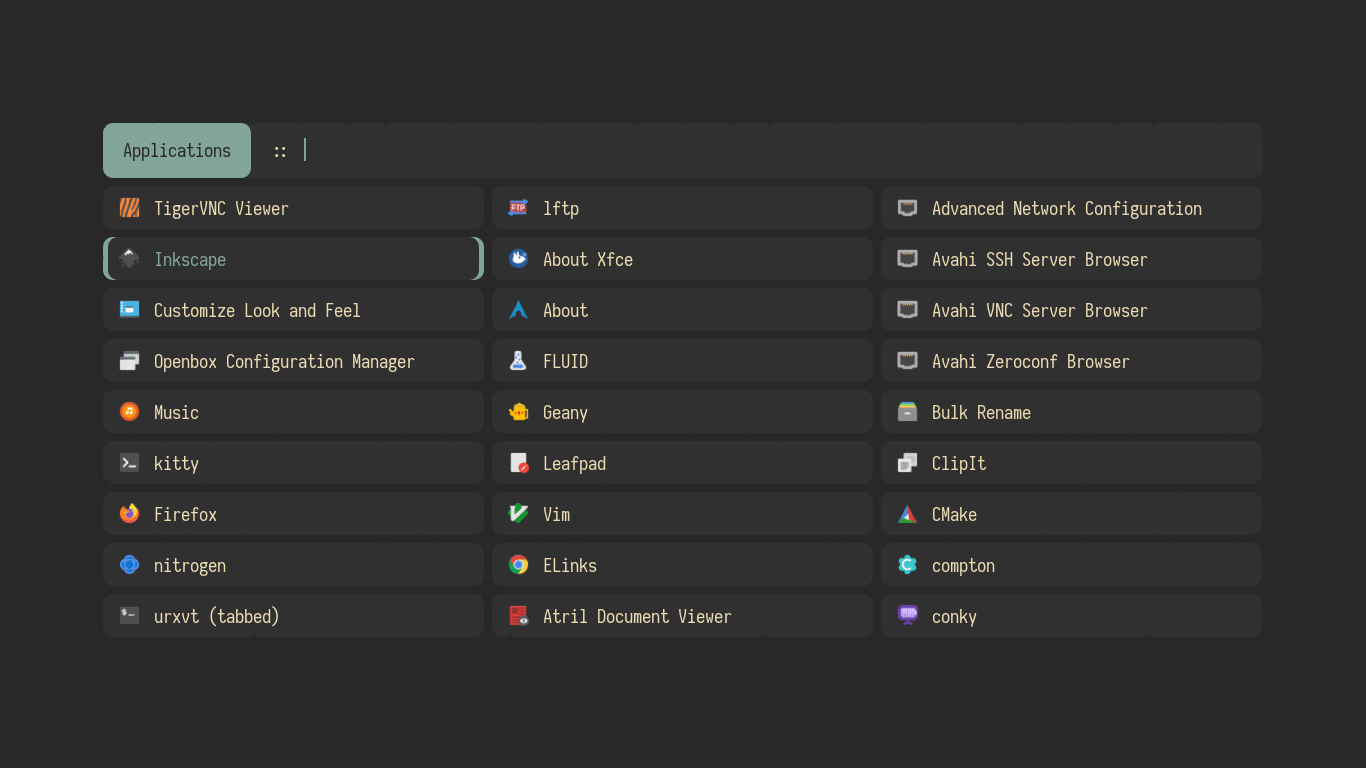 Applications ::
TigerVNC Viewer
Inkscape
Customize Look and Feel
Openbox Configuration Manager
Music
kitty
Firefox
nitrogen
urxvt (tabbed)
lftp
About Xfce
About
FLUID
Geany
Leafpad
Vim
ELinks
Atril Document Viewer
Advanced Network Configuration
Avahi SSH Server Browser
Avahi VNC Server Browser
Avahi Zeroconf Browser
Bulk Rename
ClipIt
CMake
compton
conky